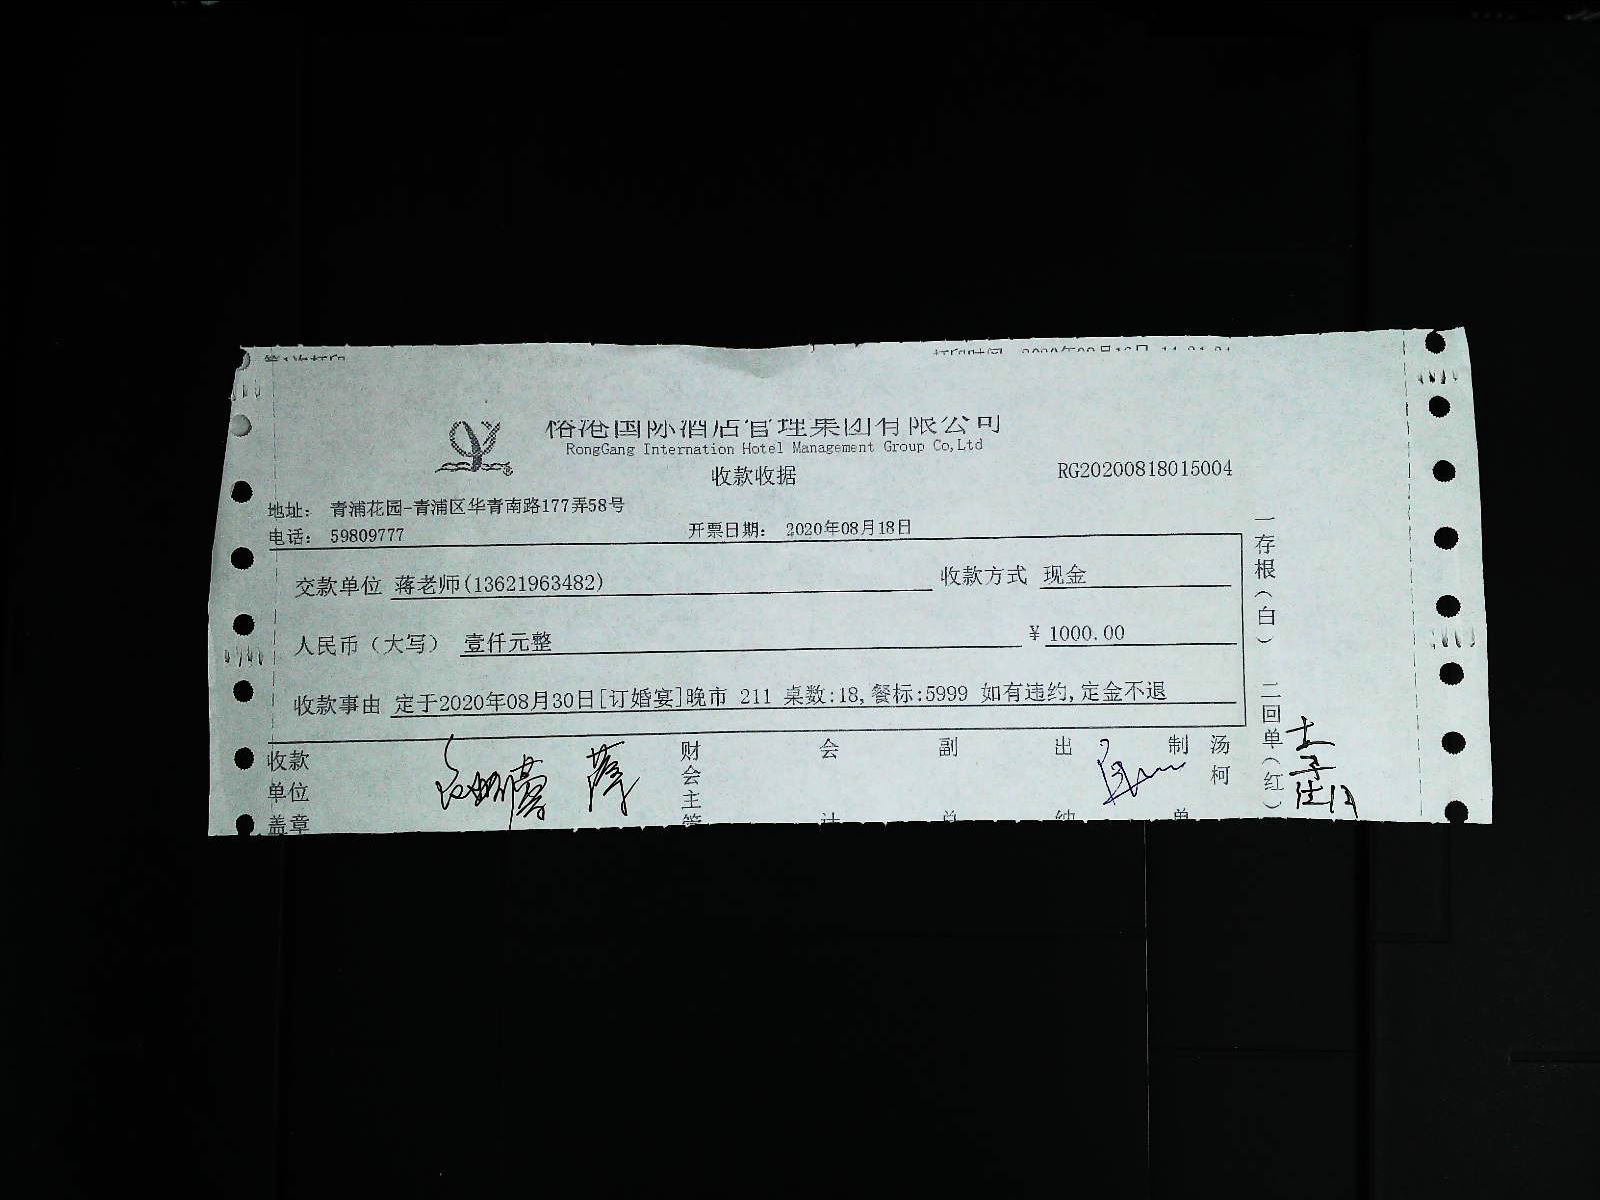 国际酒店管理集团有限公司
RongGang Internation Hotel Management Group Co,Ltd
收款收据 RG20200818015004
地址： 青浦花园-青浦区华青南路177弄58号
电话： 59809777 开票日期： 2020年08月18日
交款单位 蒋老师(13621963482) 收款方式 现金
人民币（大写） 壹仟元整 ¥ 1000.00
收款事由 定于2020年08月30日[订婚宴]晚市 211 桌数:18,餐标:5999 如有违约,定金不退
收款单位盖章 财会主管 会计 副总 出纳 制单 汤柯
一存根（白） 二回单（红）